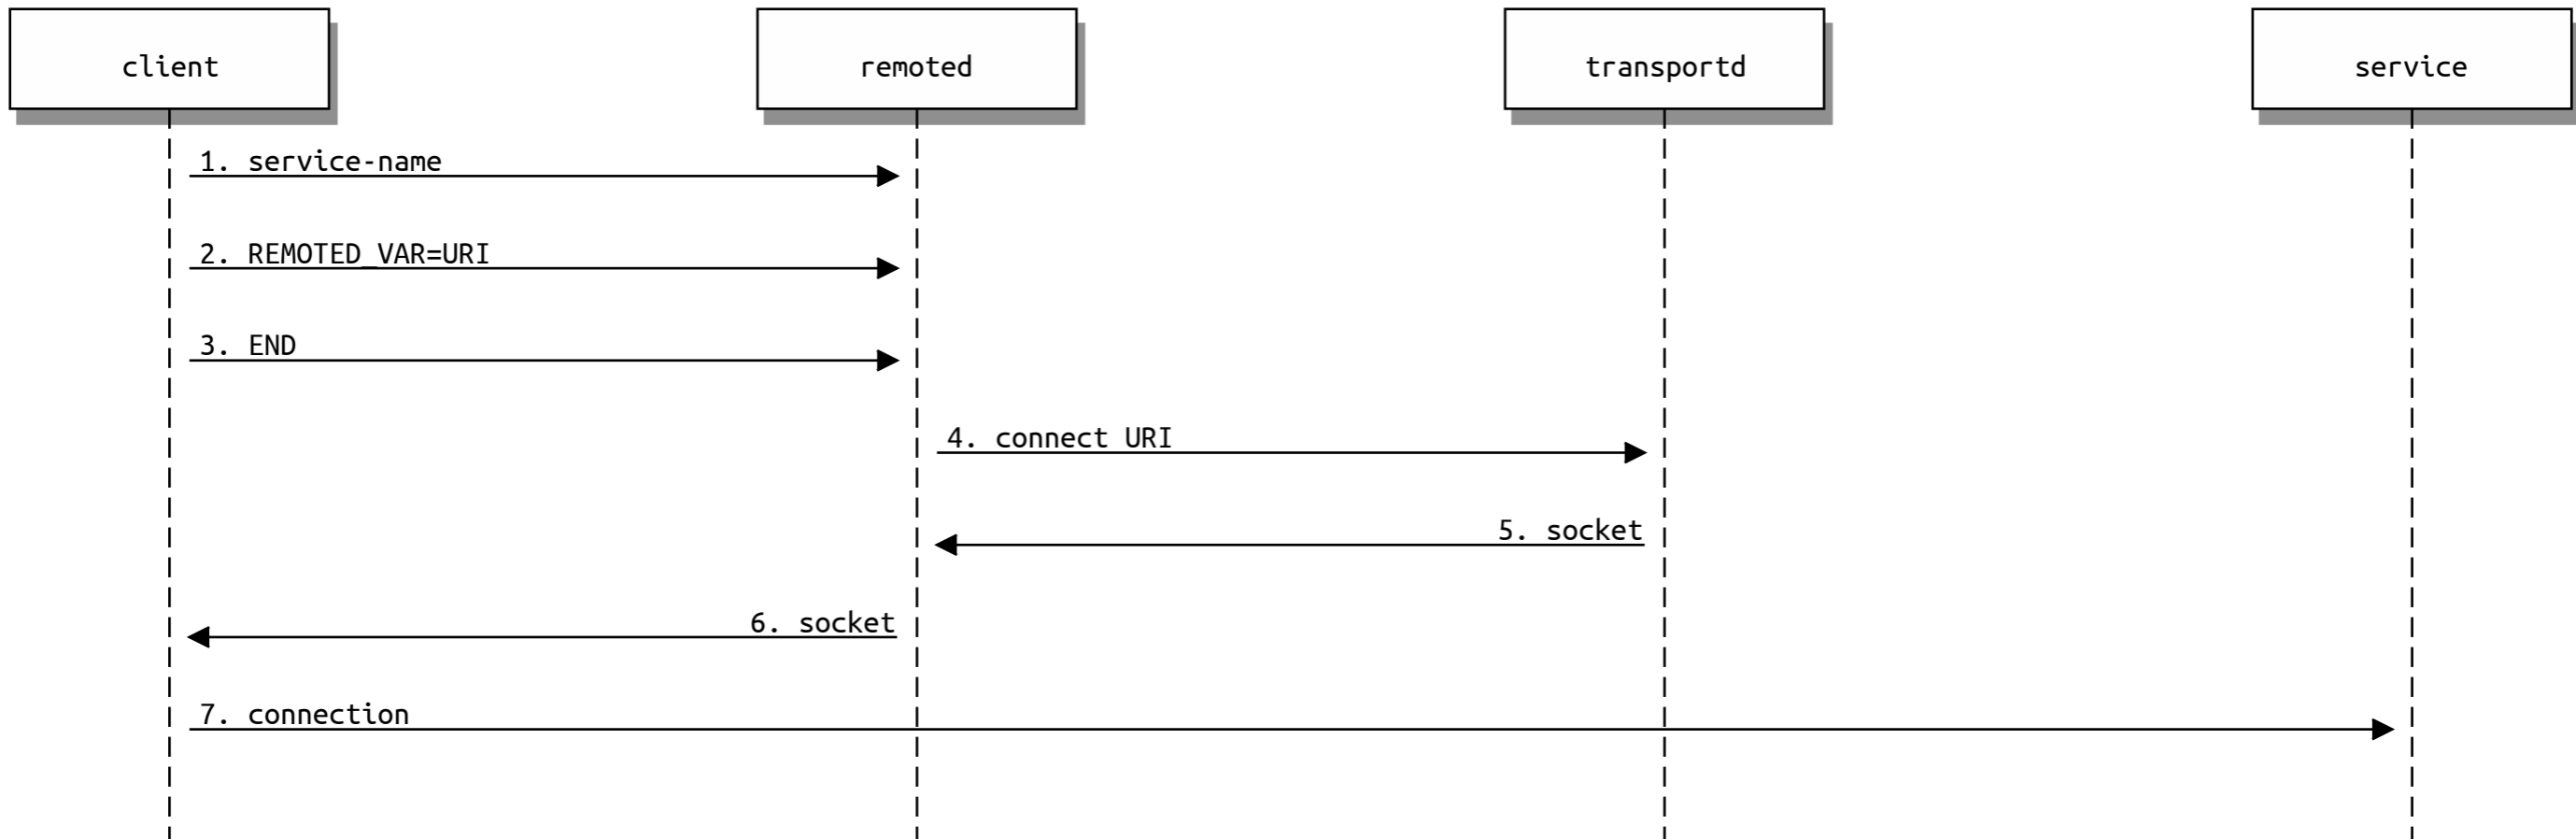 client
remoted
transportd
service
1. service-name
2. REMOTED_VAR=URI
3. END
4. connect URI
5. socket
6. socket
7. connection